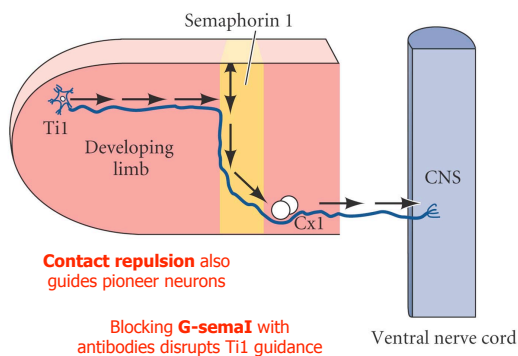 Semaphorin 1
Ti1
Developing
limb
CNS
Cx1
Contact repulsion also
guides pioneer neurons
Blocking G-semaI with
antibodies disrupts Ti1 guidance
Ventral nerve cord